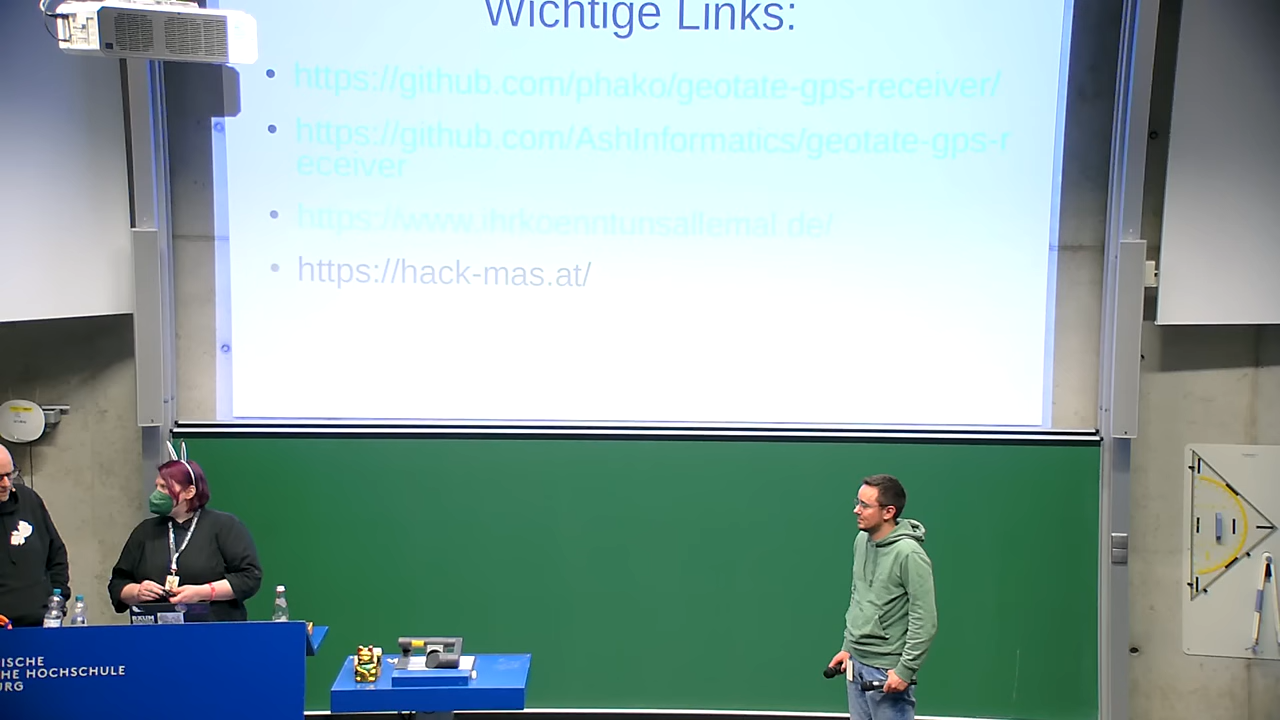 Wichtige Links:
https://github.com/phako/geotate-gps-receiver/
https://github.com/AshInformatics/geotate-gps-r
eceiver
https://www.ihrkoenntunsallemal.de/
https://hack-mas.at/
ISCHE
HE HOCHSCHULE
URG